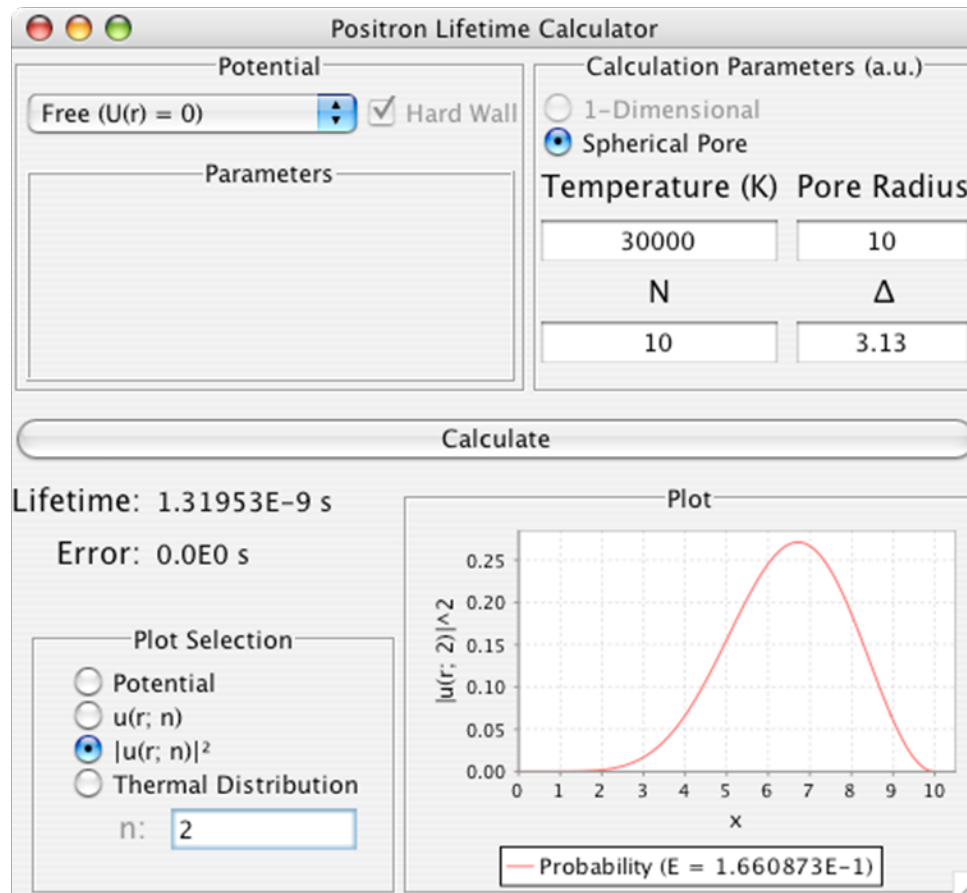 Positron Lifetime Calculator
Potential
Free (U(r) = 0)
Hard Wall
Parameters
Calculation Parameters (a.u.)
1-Dimensional
Spherical Pore
Temperature (K) Pore Radius
30000 10
N Δ
10 3.13
Calculate
Lifetime: 1.31953E-9 s
Error: 0.0E0 s
Plot Selection
Potential
u(r; n)
|u(r; n)|²
Thermal Distribution
n: 2
Plot
|u(r; 2)|^2
0.25
0.20
0.15
0.10
0.05
0.00
0 1 2 3 4 5 6 7 8 9 10
x
Probability (E = 1.660873E-1)